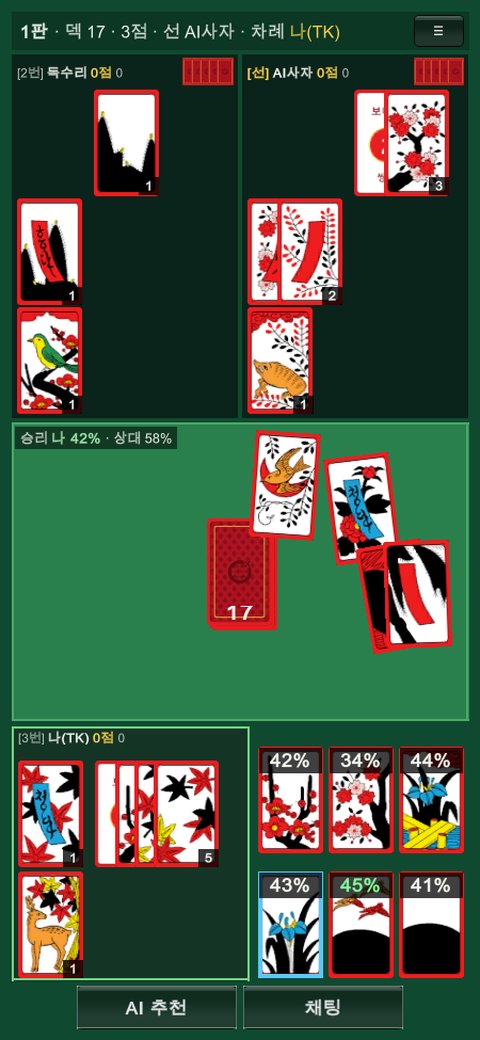 1판 · 덱 17 · 3점 · 선 AI사자 · 차례 나(TK)
☰
[2번] 독수리 0점 0
[선] AI사자 0점 0
1
3
1
홍단
2
1
1
승리 나 42% · 상대 58%
청단
17
[3번] 나(TK) 0점 0
42%
34%
44%
청단
1
5
43%
45%
41%
1
AI 추천
채팅